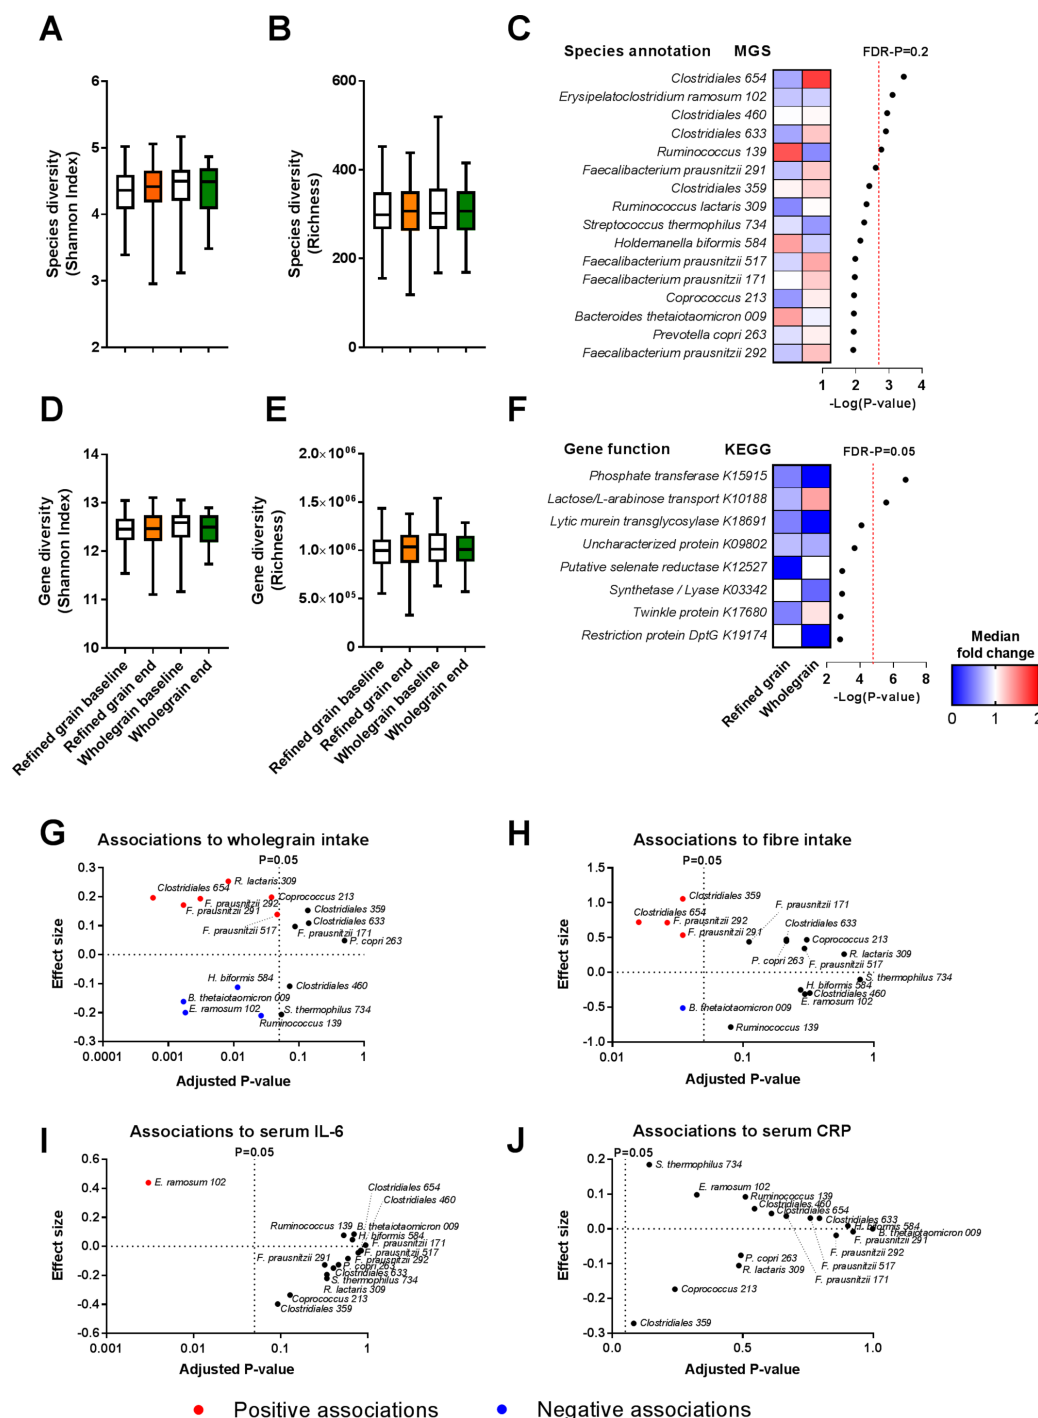 A
B
C
Species annotation MGS
FDR-P=0.2
Species diversity
(Shannon Index)
6
5
4
3
2
Species diversity
(Richness)
600
400
200
0
Clostridiales 654
Erysipelatoclostridium ramosum 102
Clostridiales 460
Clostridiales 633
Ruminococcus 139
Faecalibacterium prausnitzii 291
Clostridiales 359
Ruminococcus lactaris 309
Streptococcus thermophilus 734
Holdemanella biformis 584
Faecalibacterium prausnitzii 517
Faecalibacterium prausnitzii 171
Coprococcus 213
Bacteroides thetaiotaomicron 009
Prevotella copri 263
Faecalibacterium prausnitzii 292
1 2 3 4
-Log(P-value)
D
E
F
Gene function KEGG
FDR-P=0.05
Gene diversity
(Shannon Index)
14
13
12
11
10
Gene diversity
(Richness)
2.0×10^06
1.5×10^06
1.0×10^06
5.0×10^05
0
Phosphate transferase K15915
Lactose/L-arabinose transport K10188
Lytic murein transglycosylase K18691
Uncharacterized protein K09802
Putative selenate reductase K12527
Synthetase / Lyase K03342
Twinkle protein K17680
Restriction protein DptG K19174
Refined grain baseline
Refined grain end
Wholegrain baseline
Wholegrain end
Refined grain baseline
Refined grain end
Wholegrain baseline
Wholegrain end
Refined grain
Wholegrain
2 4 6 8
-Log(P-value)
Median
fold change
0 1 2
G
Associations to wholegrain intake
P=0.05
Effect size
0.3
0.2
0.1
0.0
-0.1
-0.2
-0.3
R. lactaris 309
Clostridiales 654
F. prausnitzii 292
Coprococcus 213
F. prausnitzii 291
Clostridiales 359
Clostridiales 633
F. prausnitzii 517
F. prausnitzii 171
P. copri 263
H. biformis 584
Clostridiales 460
B. thetaiotaomicron 009
E. ramosum 102
S. thermophilus 734
Ruminococcus 139
0.0001 0.001 0.01 0.1 1
Adjusted P-value
H
Associations to fibre intake
P=0.05
Effect size
1.5
1.0
0.5
0.0
-0.5
-1.0
Clostridiales 359
F. prausnitzii 171
Clostridiales 654
F. prausnitzii 292
Clostridiales 633
F. prausnitzii 291
Coprococcus 213
R. lactaris 309
P. copri 263
F. prausnitzii 517
S. thermophilus 734
H. biformis 584
Clostridiales 460
E. ramosum 102
B. thetaiotaomicron 009
Ruminococcus 139
0.01 0.1 1
Adjusted P-value
I
Associations to serum IL-6
P=0.05
Effect size
0.6
0.4
0.2
0.0
-0.2
-0.4
-0.6
E. ramosum 102
Clostridiales 654
Clostridiales 460
Ruminococcus 139
B. thetaiotaomicron 009
H. biformis 584
F. prausnitzii 171
F. prausnitzii 517
F. prausnitzii 291
F. prausnitzii 292
P. copri 263
Clostridiales 633
S. thermophilus 734
R. lactaris 309
Coprococcus 213
Clostridiales 359
0.001 0.01 0.1 1
Adjusted P-value
J
Associations to serum CRP
P=0.05
Effect size
0.2
0.1
0.0
-0.1
-0.2
-0.3
S. thermophilus 734
E. ramosum 102
Ruminococcus 139
Clostridiales 460
Clostridiales 654
Clostridiales 633
H. biformis 584
B. thetaiotaomicron 009
F. prausnitzii 291
F. prausnitzii 292
P. copri 263
F. prausnitzii 517
R. lactaris 309
F. prausnitzii 171
Coprococcus 213
Clostridiales 359
0.5 1.0
Adjusted P-value
Positive associations
Negative associations